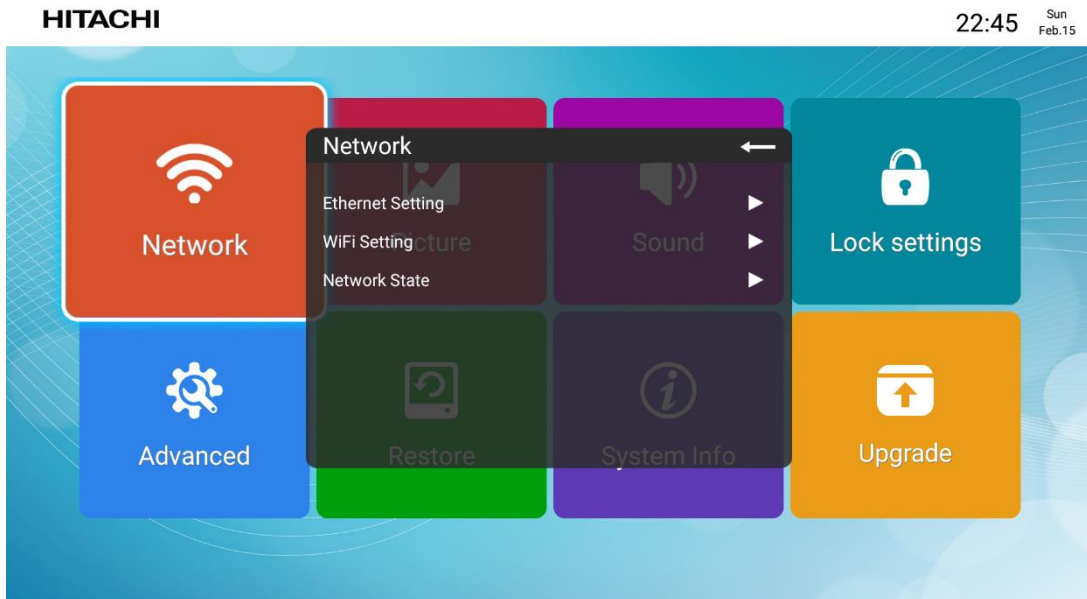 HITACHI
22:45
Sun
Feb.15
Network
Network
Ethernet Setting
WiFi Setting
Network State
Picture
Sound
Lock settings
Advanced
Restore
System Info
Upgrade